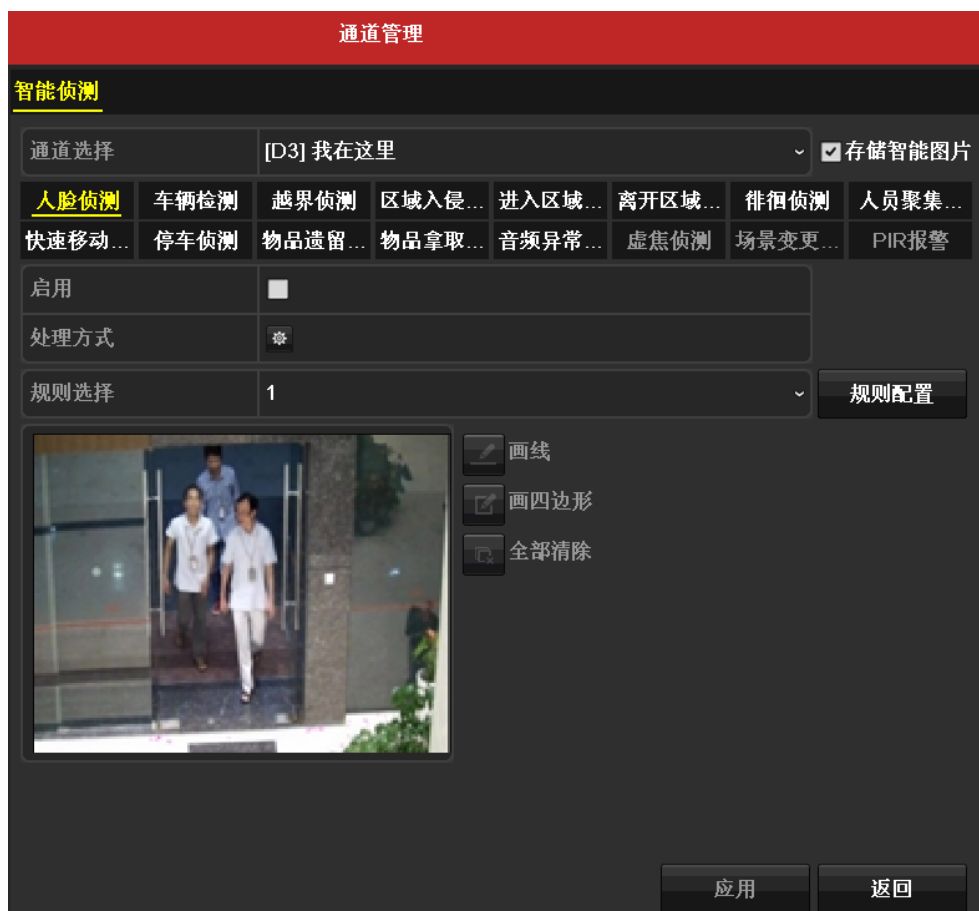 通道管理
智能侦测
通道选择 [D3] 我在这里 存储智能图片
人脸侦测 车辆检测 越界侦测 区域入侵... 进入区域... 离开区域... 徘徊侦测 人员聚集...
快速移动... 停车侦测 物品遗留... 物品拿取... 音频异常... 虚焦侦测 场景变更... PIR报警
启用
处理方式
规则选择 1 规则配置
画线
画四边形
全部清除
应用 返回